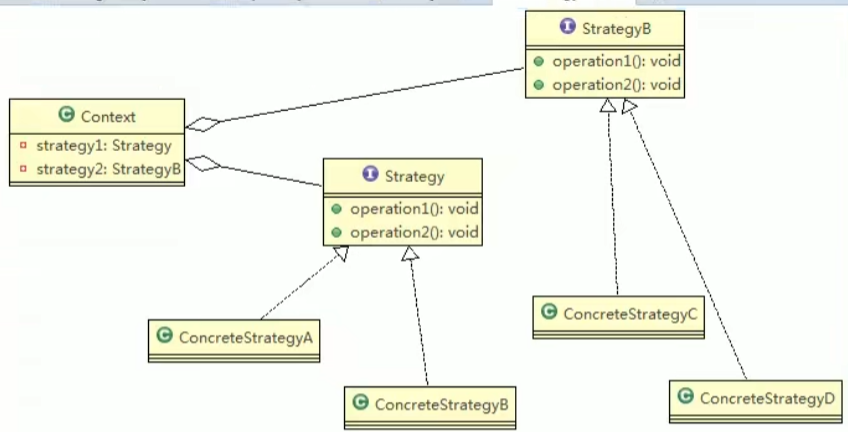 StrategyB
operation1(): void
operation2(): void
Context
strategy1: Strategy
strategy2: StrategyB
Strategy
operation1(): void
operation2(): void
ConcreteStrategyC
ConcreteStrategyA
ConcreteStrategyD
ConcreteStrategyB